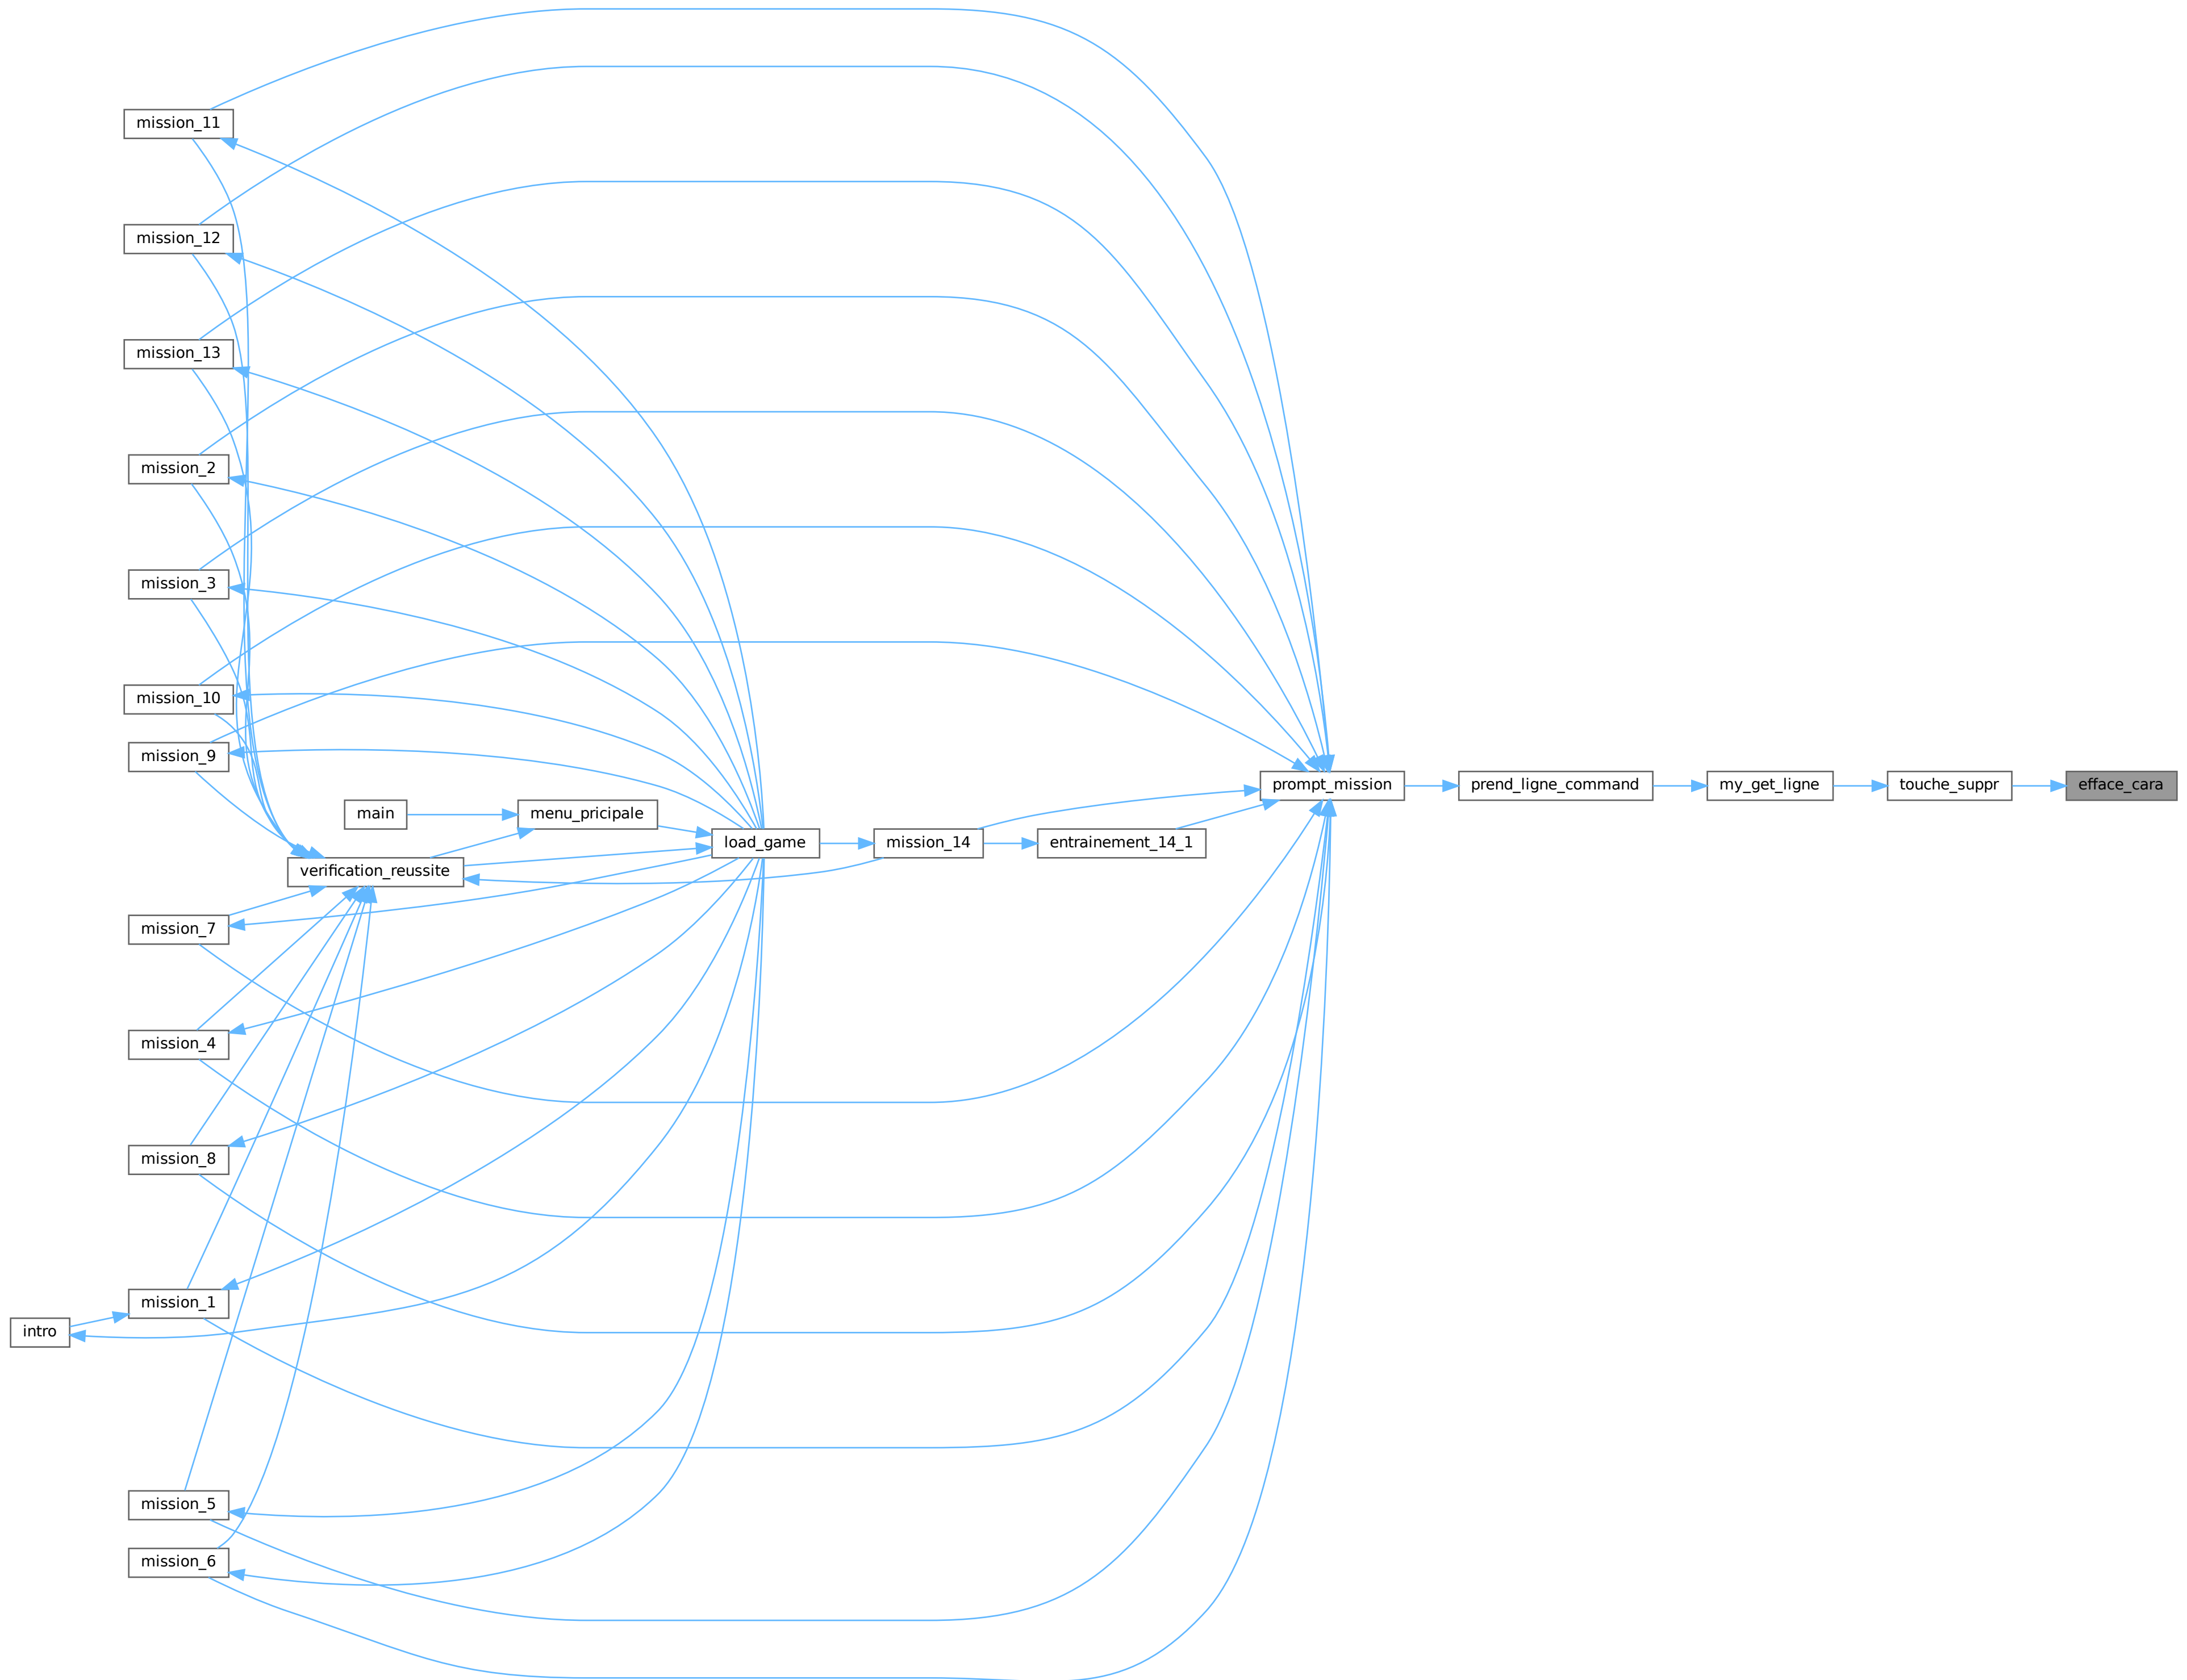 mission_11
mission_12
mission_13
mission_2
mission_3
mission_10
mission_9
main
menu_pricipale
load_game
verification_reussite
mission_14
entrainement_14_1
prompt_mission
prend_ligne_command
my_get_ligne
touche_suppr
efface_cara
mission_7
mission_4
mission_8
mission_1
intro
mission_5
mission_6